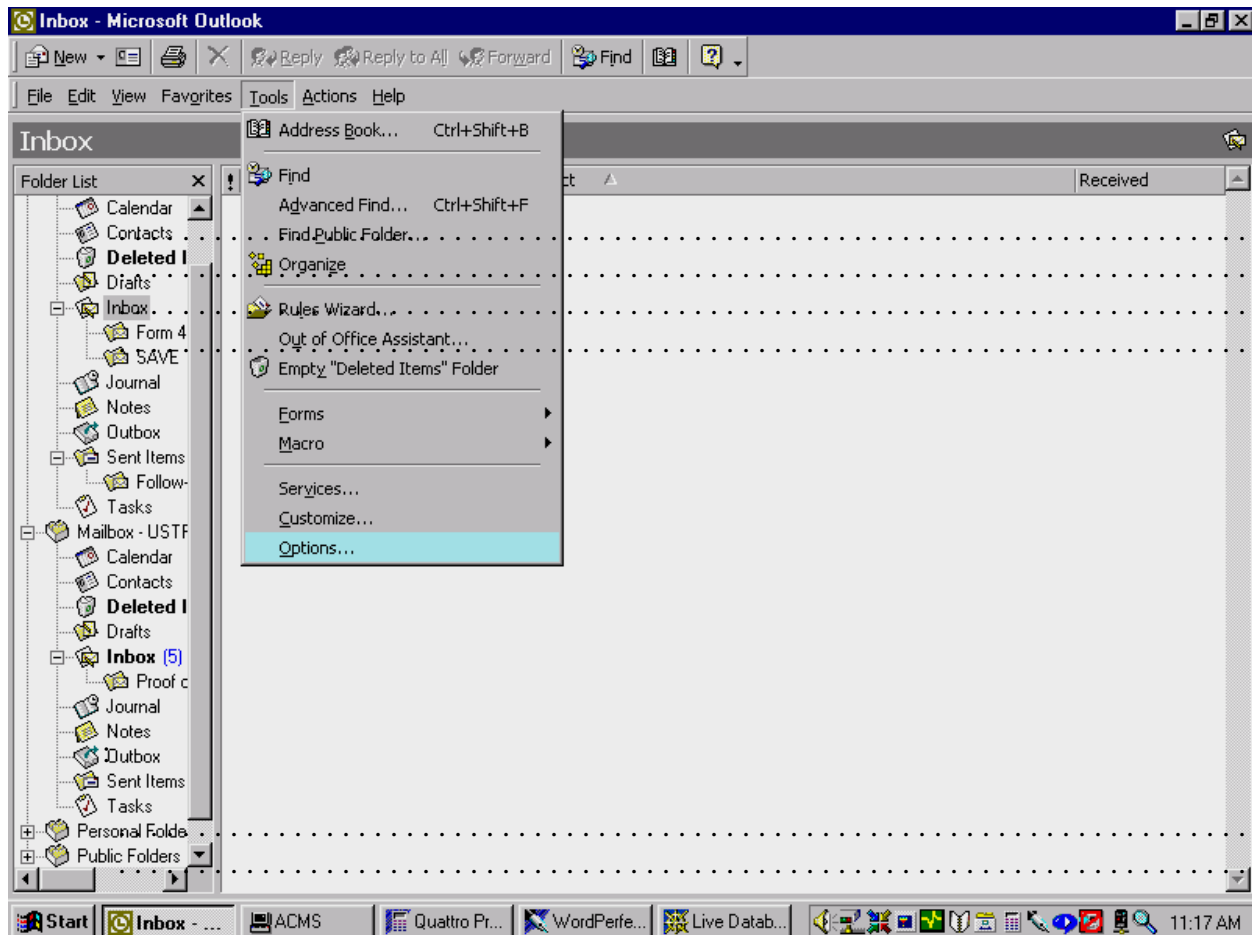 Inbox - Microsoft Outlook
New Reply Reply to All Forward Find
File Edit View Favorites Tools Actions Help
Inbox
Folder List
! ct Received
Address Book... Ctrl+Shift+B
Find
Advanced Find... Ctrl+Shift+F
Find Public Folder...
Organize
Rules Wizard...
Out of Office Assistant...
Empty "Deleted Items" Folder
Forms
Macro
Services...
Customize...
Options...
Calendar
Contacts
Deleted I
Drafts
Inbox
Form 4
SAVE
Journal
Notes
Outbox
Sent Items
Follow-
Tasks
Mailbox - USTF
Calendar
Contacts
Deleted I
Drafts
Inbox (5)
Proof c
Journal
Notes
Outbox
Sent Items
Tasks
Personal Folde
Public Folders
Start Inbox - ... ACMS Quattro Pr... WordPerfe... Live Datab... 11:17 AM